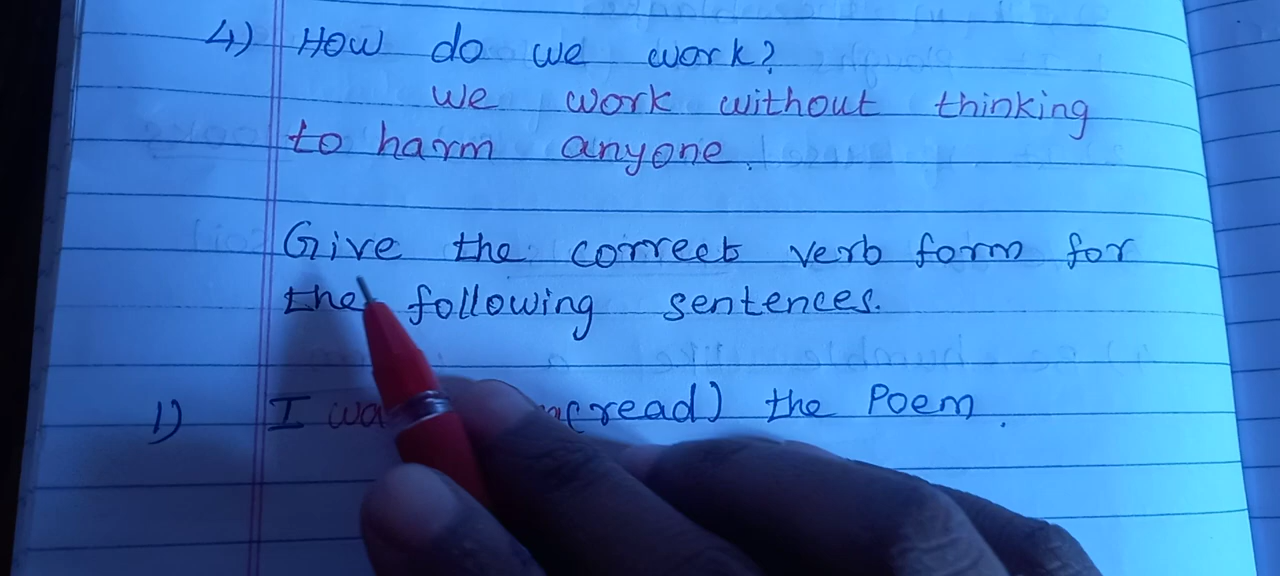 4) How do we work?
we work without thinking
to harm anyone.
Give the correct verb form for
the following sentences.
1) I (read) the Poem.